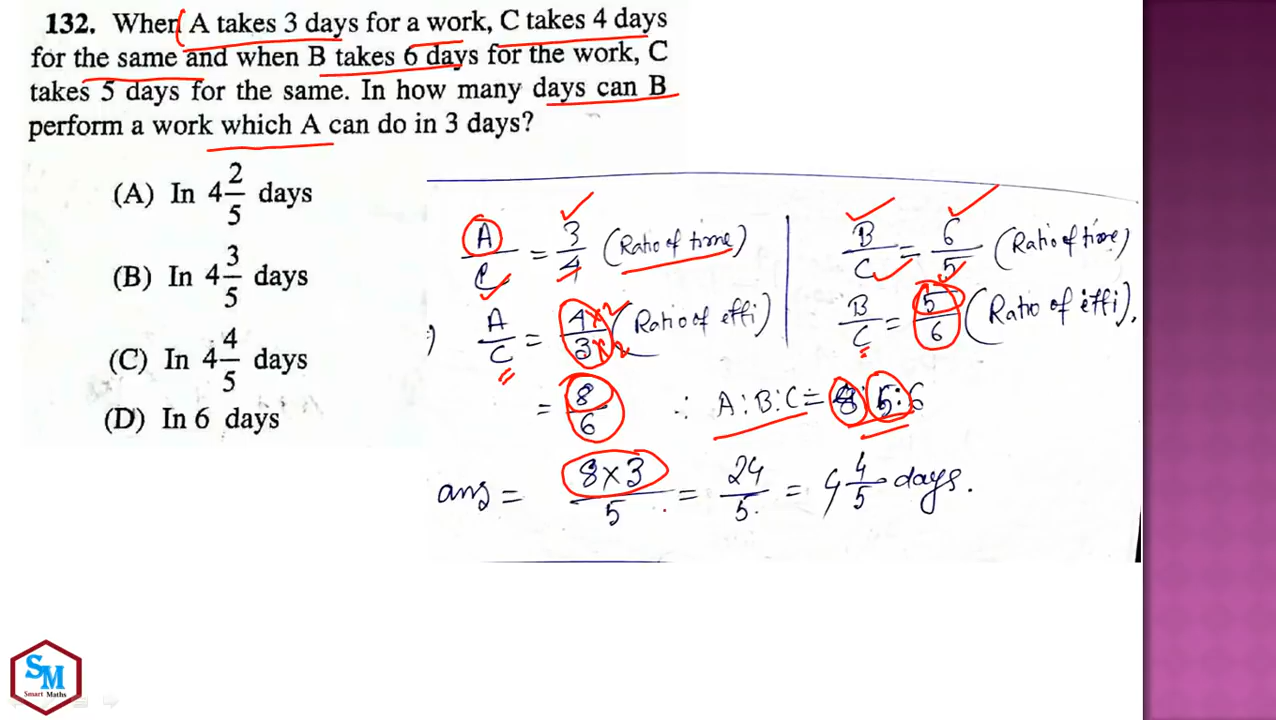 132. When A takes 3 days for a work, C takes 4 days
for the same and when B takes 6 days for the work, C
takes 5 days for the same. In how many days can B
perform a work which A can do in 3 days?
(A) In 4 2/5 days
(B) In 4 3/5 days
(C) In 4 4/5 days
(D) In 6 days
A/C = 3/4 (Ratio of time)
A/C = 4×2/3×2 (Ratio of effi)
= 8/6
B/C = 6/5 (Ratio of time)
B/C = 5/6 (Ratio of effi).
∴ A:B:C = 8:5:6
ans = 8×3/5 = 24/5 = 4 4/5 days.
SM
Smart Maths